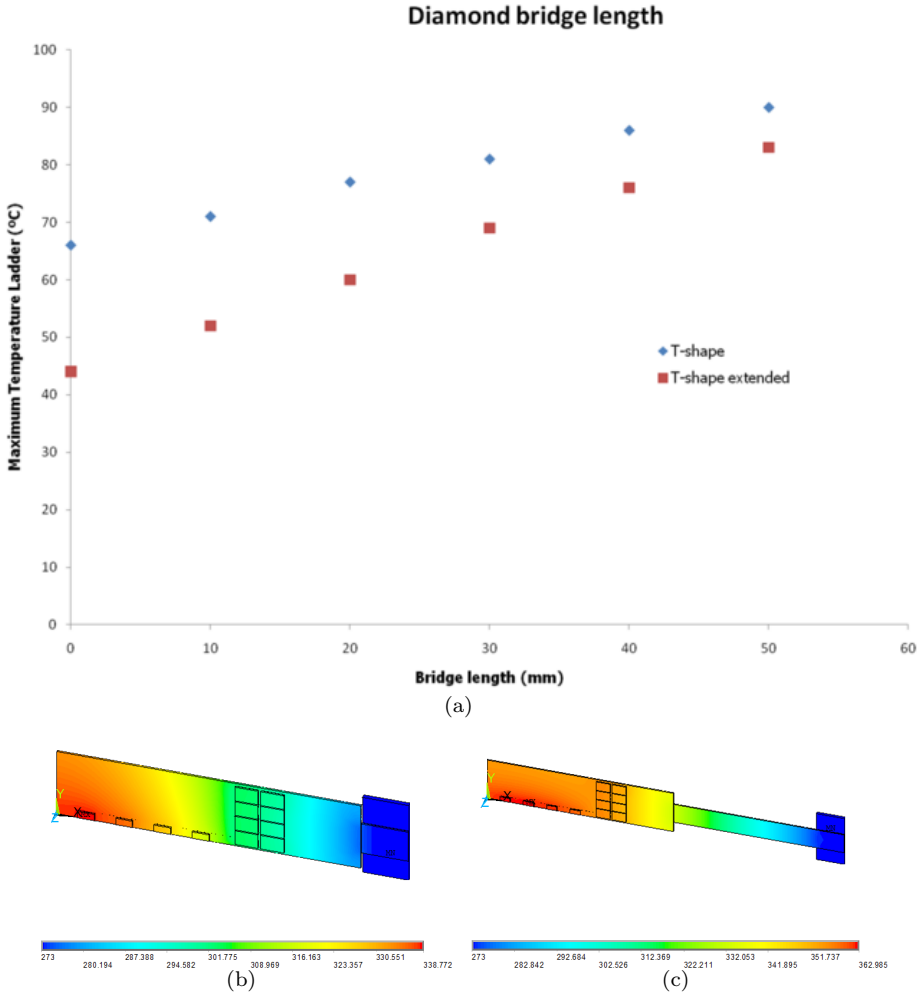 Diamond bridge length
100
90
80
70
60
50
40
30
20
10
0
Maximum Temperature Ladder (ºC)
T-shape
T-shape extended
0 10 20 30 40 50 60
Bridge length (mm)
(a)
Y
X
Z
Y
X
Z
273 287.388 301.775 316.163 330.551
280.194 294.582 308.969 323.357 338.772
273 292.684 312.369 332.053 351.737
282.842 302.526 322.211 341.895 362.985
(b) (c)